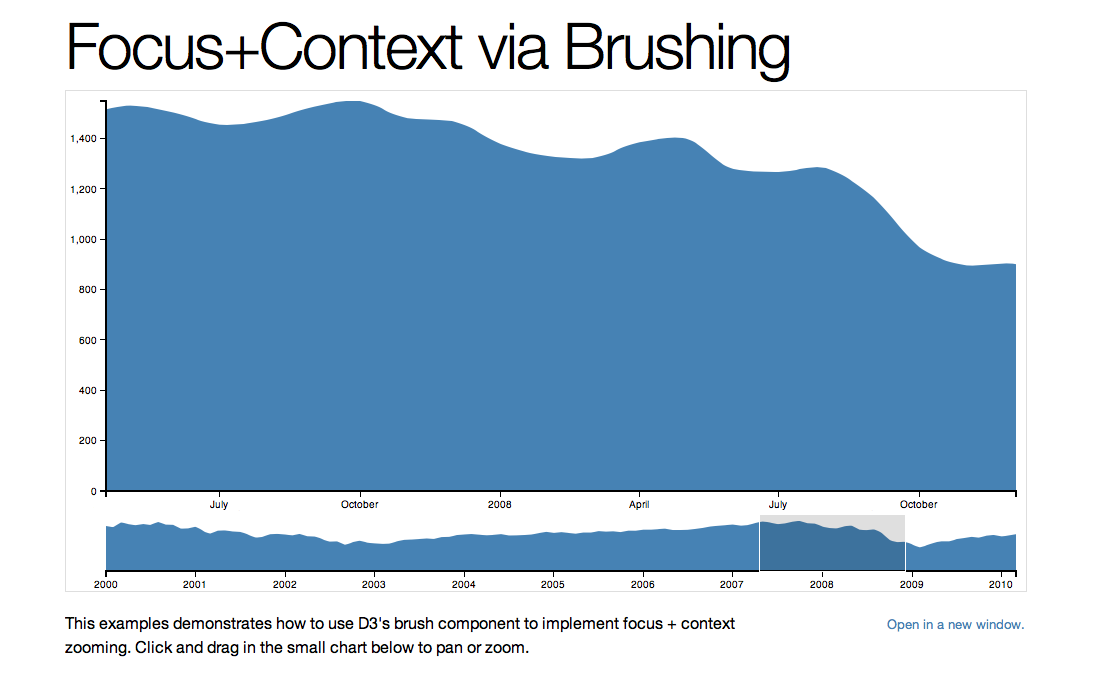 Focus+Context via Brushing
1,400
1,200
1,000
800
600
400
200
0
July October 2008 April July October
2000 2001 2002 2003 2004 2005 2006 2007 2008 2009 2010
This examples demonstrates how to use D3's brush component to implement focus + context
zooming. Click and drag in the small chart below to pan or zoom.
Open in a new window.